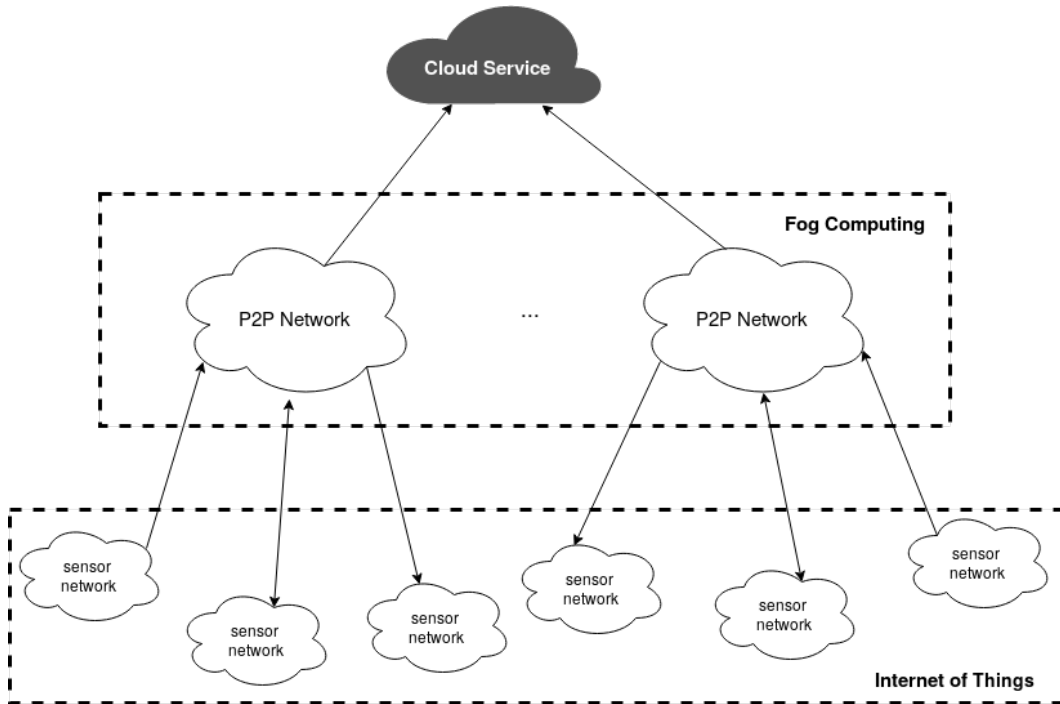 Cloud Service
Fog Computing
P2P Network
...
P2P Network
sensor
network
sensor
network
sensor
network
sensor
network
sensor
network
sensor
network
Internet of Things